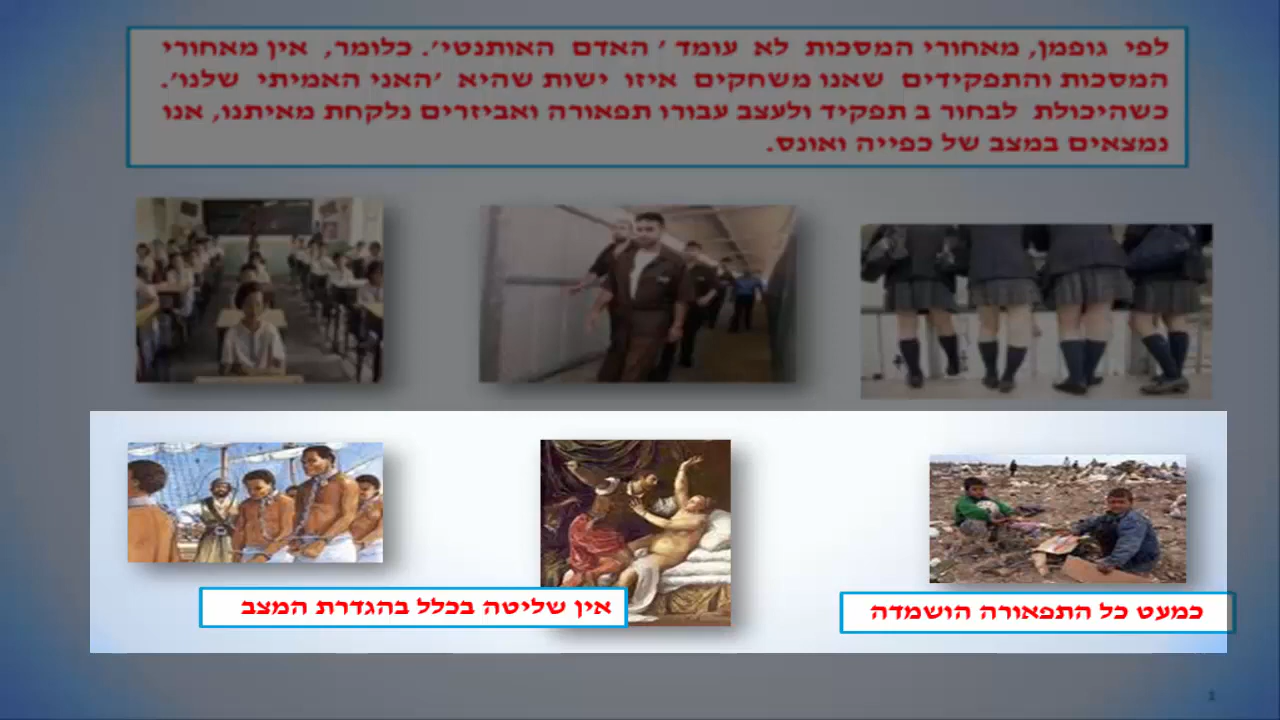 לפי גופמן, מאחורי המסכות לא עומד 'האדם האותנטי'. כלומר, אין מאחורי
המסכות והתפקידים שאנו משחקים איזו ישות שהיא 'האני האמיתי שלנו'.
כשהיכולת לבחור ב תפקיד ולעצב עבורו תפאורה ואביזרים נלקחת מאיתנו, אנו
נמצאים במצב של כפייה ואונס.
כמעט כל התפאורה הושמדה
אין שליטה בכלל בהגדרת המצב
1